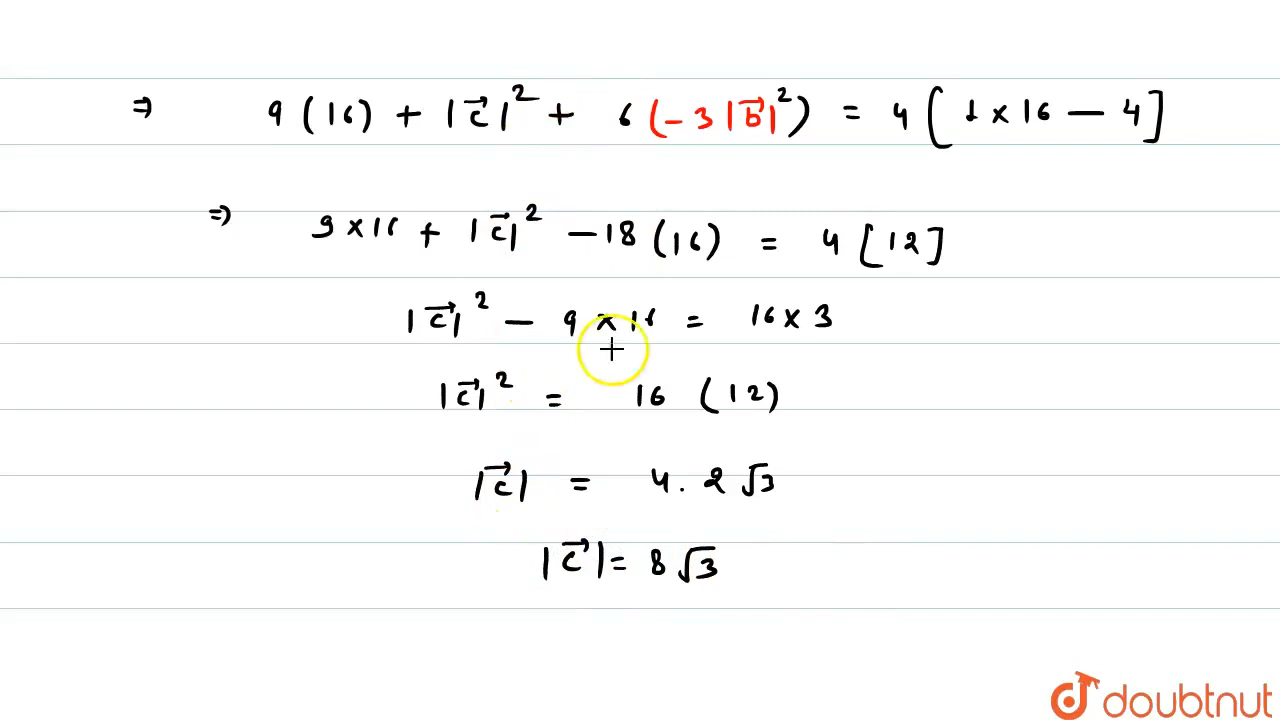 ⇒ 9 (16) + |c⃗|² + 6 (-3 |b⃗|²) = 4 [1 × 16 - 4]
⇒ 9 × 16 + |c⃗|² - 18 (16) = 4 [12]
|c⃗|² - 9 × 16 = 16 × 3
|c⃗|² = 16 (12)
|c⃗| = 4 . 2 √3
|c⃗| = 8 √3
doubtnut